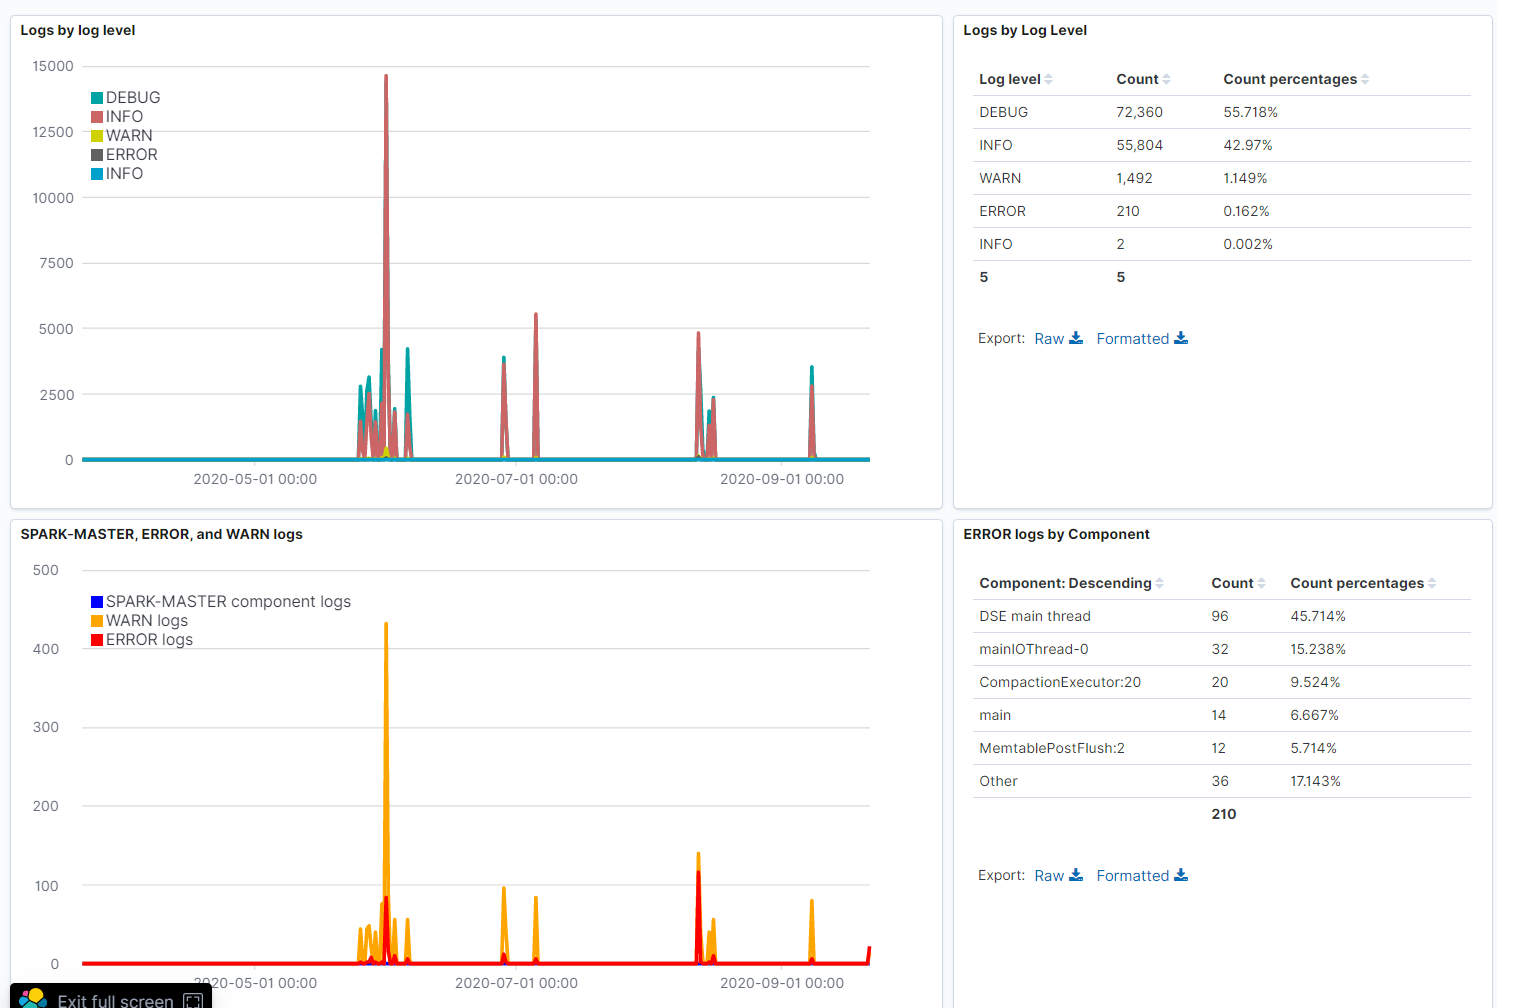 Logs by log level
15000
12500
10000
7500
5000
2500
0
DEBUG
INFO
WARN
ERROR
INFO
2020-05-01 00:00 2020-07-01 00:00 2020-09-01 00:00
Logs by Log Level
Log level Count Count percentages
DEBUG 72,360 55.718%
INFO 55,804 42.97%
WARN 1,492 1.149%
ERROR 210 0.162%
INFO 2 0.002%
5 5
Export: Raw Formatted
SPARK-MASTER, ERROR, and WARN logs
500
400
300
200
100
0
SPARK-MASTER component logs
WARN logs
ERROR logs
20-05-01 00:00 2020-07-01 00:00 2020-09-01 00:00
ERROR logs by Component
Component: Descending Count Count percentages
DSE main thread 96 45.714%
mainIOThread-0 32 15.238%
CompactionExecutor:20 20 9.524%
main 14 6.667%
MemtablePostFlush:2 12 5.714%
Other 36 17.143%
210
Export: Raw Formatted
Exit full screen